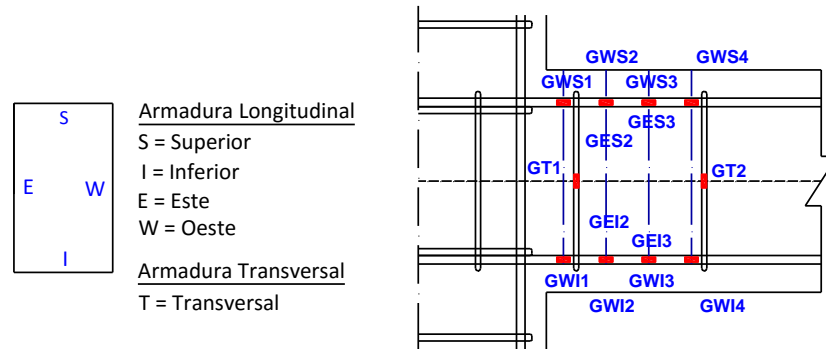 S
E
W
I
Armadura Longitudinal
S = Superior
I = Inferior
E = Este
W = Oeste
Armadura Transversal
T = Transversal
GWS2
GWS4
GWS1
GWS3
GES2
GES3
GT1
GT2
GEI2
GEI3
GWI1
GWI3
GWI2
GWI4